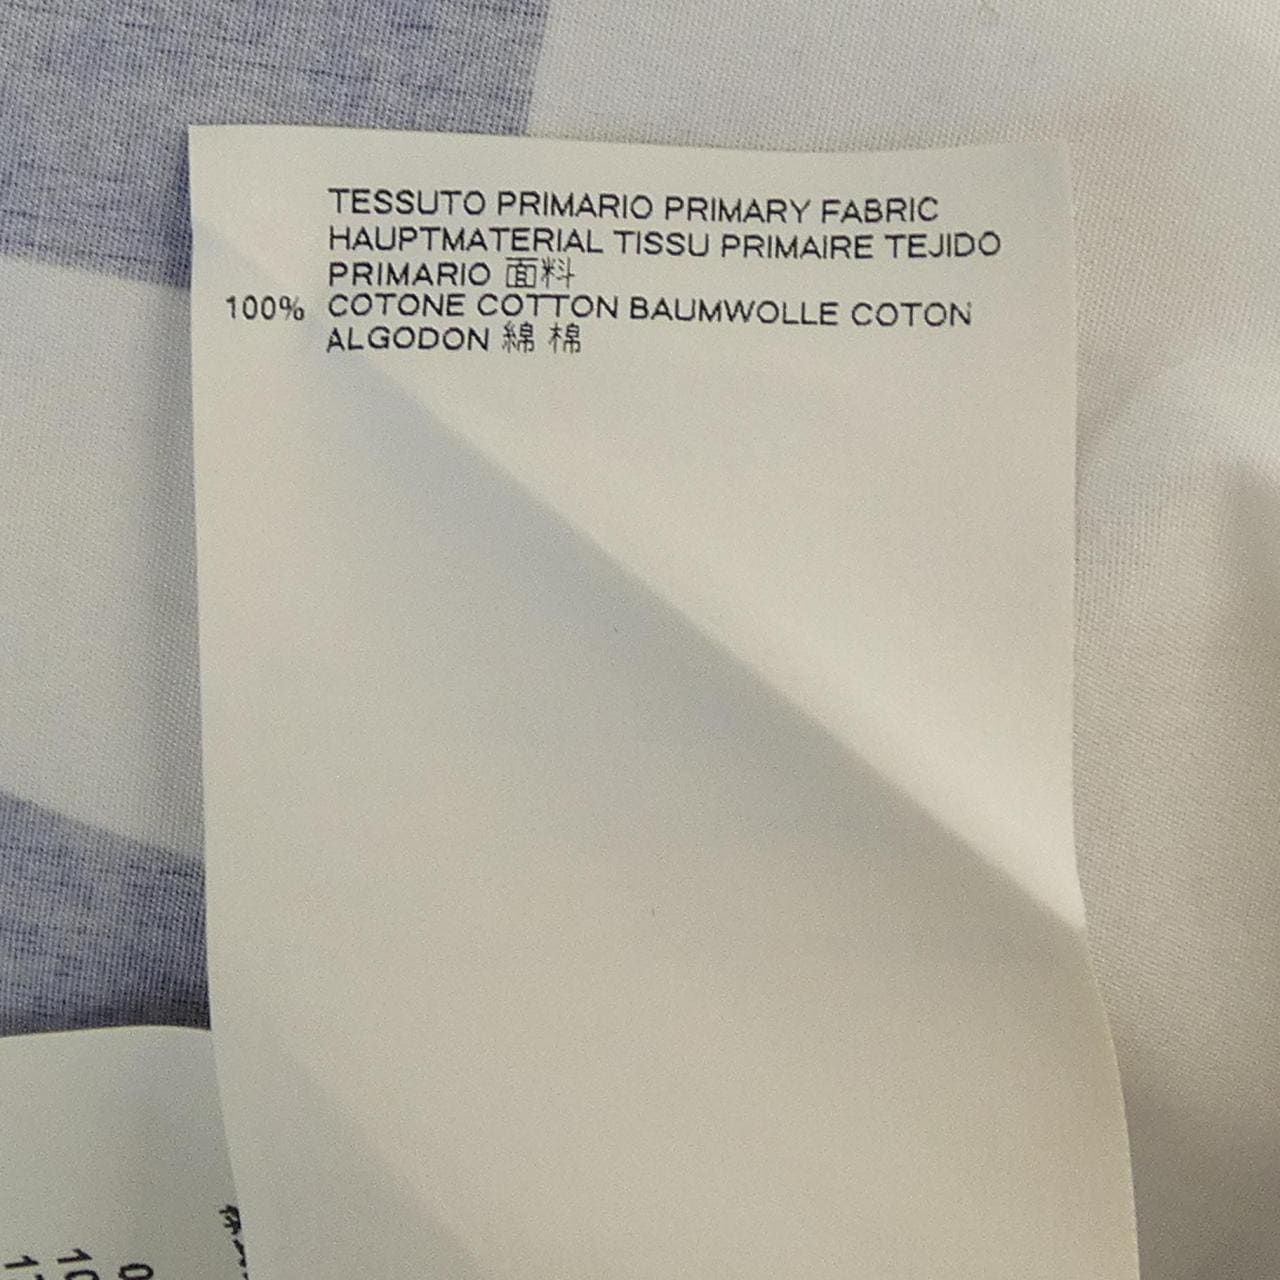 TESSUTO PRIMARIO PRIMARY FABRIC
HAUPTMATERIAL TISSU PRIMAIRE TEJIDO
PRIMARIO 面料
100% COTONE COTTON BAUMWOLLE COTON
ALGODON 綿 棉